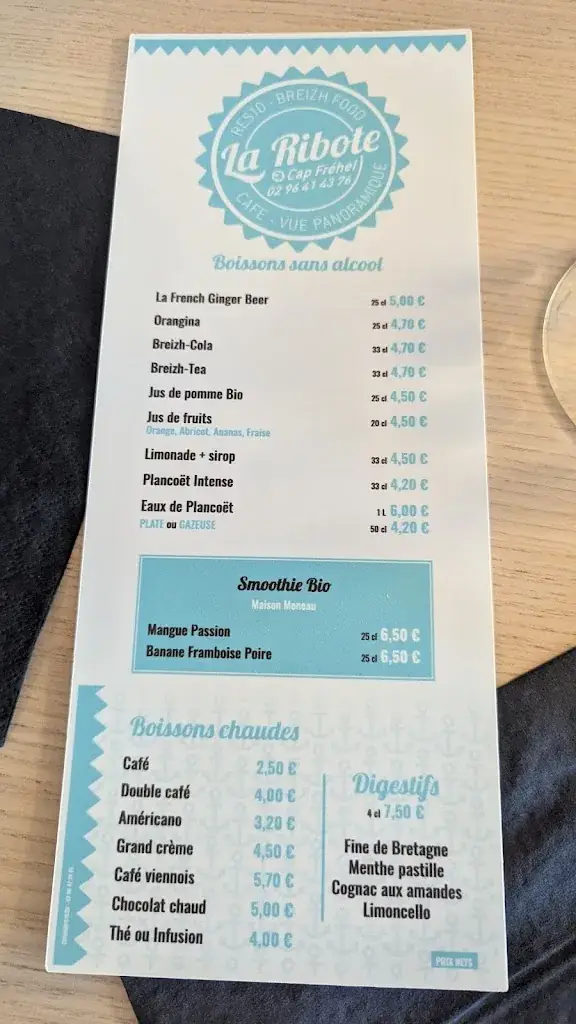 RESTO - BREIZH FOOD
La Ribote
Cap Fréhel
02 96 41 43 76
CAFÉ - VUE PANORAMIQUE
Boissons sans alcool
La French Ginger Beer 25 cl 5,00 €
Orangina 25 cl 4,70 €
Breizh-Cola 33 cl 4,70 €
Breizh-Tea 33 cl 4,70 €
Jus de pomme Bio 25 cl 4,50 €
Jus de fruits 20 cl 4,50 €
Orange, Abricot, Ananas, Fraise
Limonade + sirop 33 cl 4,50 €
Plancoët Intense 33 cl 4,20 €
Eaux de Plancoët 1 L 6,00 €
PLATE ou GAZEUSE 50 cl 4,20 €
Smoothie Bio
Maison Meneau
Mangue Passion 25 cl 6,50 €
Banane Framboise Poire 25 cl 6,50 €
Boissons chaudes
Café 2,50 €
Double café 4,00 €
Américano 3,20 €
Grand crème 4,50 €
Café viennois 5,70 €
Chocolat chaud 5,00 €
Thé ou Infusion 4,00 €
Digestifs
4 cl 7,50 €
Fine de Bretagne
Menthe pastille
Cognac aux amandes
Limoncello
PRIX NETS